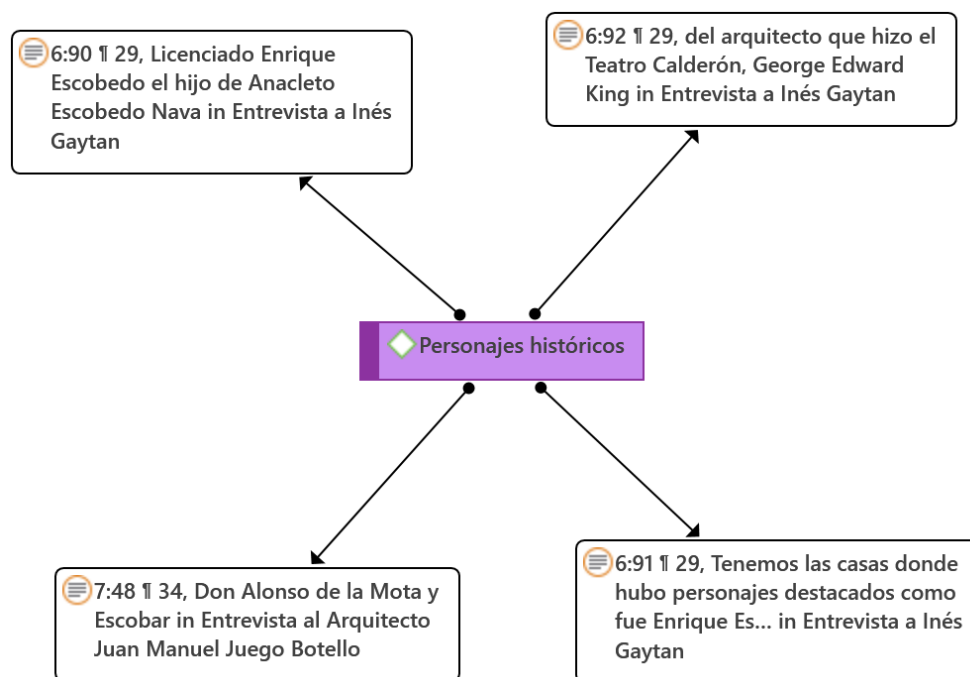 6:90 ¶ 29, Licenciado Enrique
Escobedo el hijo de Anacleto
Escobedo Nava in Entrevista a Inés
Gaytan
6:92 ¶ 29, del arquitecto que hizo el
Teatro Calderón, George Edward
King in Entrevista a Inés Gaytan
Personajes históricos
7:48 ¶ 34, Don Alonso de la Mota y
Escobar in Entrevista al Arquitecto
Juan Manuel Juego Botello
6:91 ¶ 29, Tenemos las casas donde
hubo personajes destacados como
fue Enrique Es... in Entrevista a Inés
Gaytan